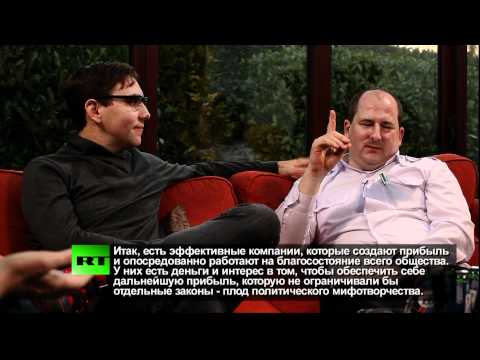 Итак, есть эффективные компании, которые создают прибыль
и опосредованно работают на благосостояние всего общества.
У них есть деньги и интерес в том, чтобы обеспечить себе
дальнейшую прибыль, которую не ограничивали бы
отдельные законы - плод политического мифотворчества.
RT